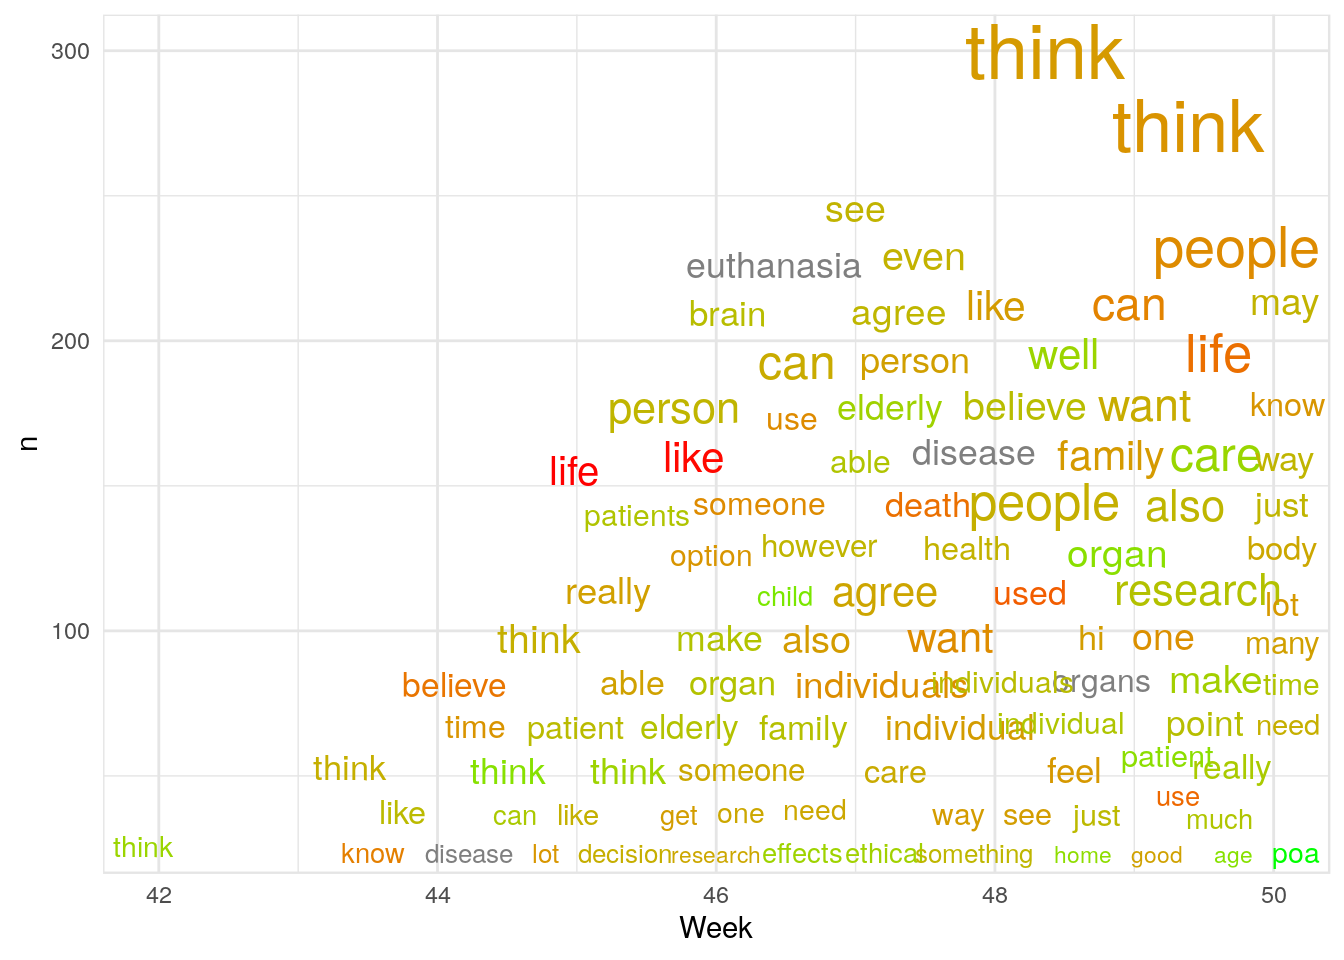 300
think
think
see
people
euthanasia
even
brain
agree
like
can
may
200
can
person
well
life
person
use
elderly
believe
want
know
n
life
like
able
disease
family
care
way
patients
someone
death
people
also
just
option
however
health
organ
body
really
child
agree
used
research
lot
100
think
make
also
want
hi
one
many
believe
able
organ
individuals
individuals
organs
make
time
time
patient
elderly
family
individual
individual
point
need
think
think
think
someone
care
feel
patient
really
like
can
like
get
one
need
way
see
just
use
much
think
know
disease
lot
decision
research
effects
ethical
something
home
good
age
poa
42
44
46
48
50
Week